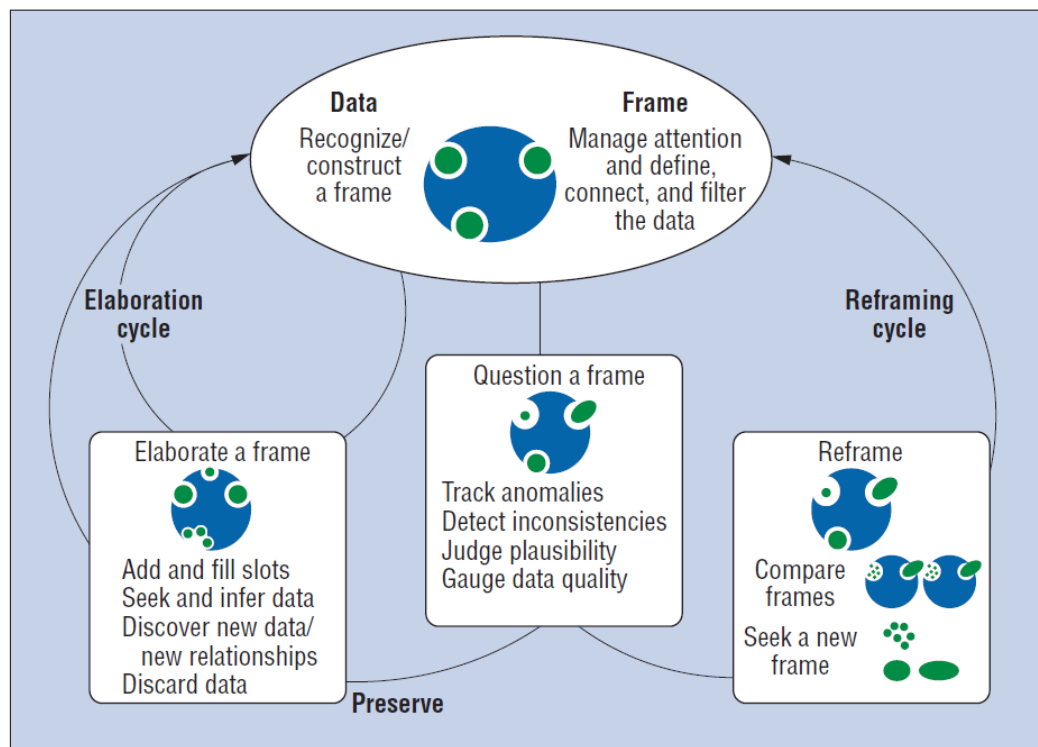 Data
Recognize/
construct
a frame
Frame
Manage attention
and define,
connect, and filter
the data
Elaboration
cycle
Reframing
cycle
Question a frame
Track anomalies
Detect inconsistencies
Judge plausibility
Gauge data quality
Elaborate a frame
Add and fill slots
Seek and infer data
Discover new data/
new relationships
Discard data
Reframe
Compare
frames
Seek a new
frame
Preserve